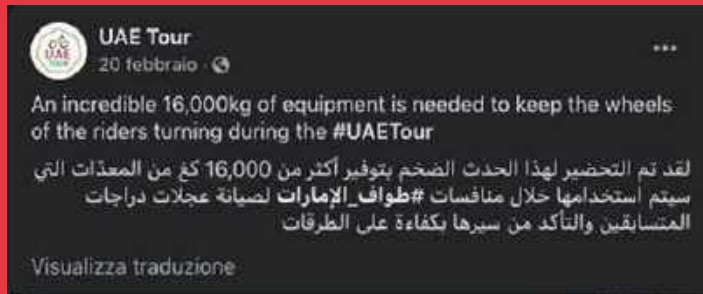 UAE Tour
20 febbraio
An incredible 16,000kg of equipment is needed to keep the wheels
of the riders turning during the #UAETour
لقد تم التحضير لهذا الحدث الضخم بتوفير أكثر من 16,000 كغ من المعدّات التي
سيتم استخدامها خلال منافسات #طواف_الإمارات لصيانة عجلات دراجات
المتسابقين والتأكد من سيرها بكفاءة على الطرقات
Visualizza traduzione